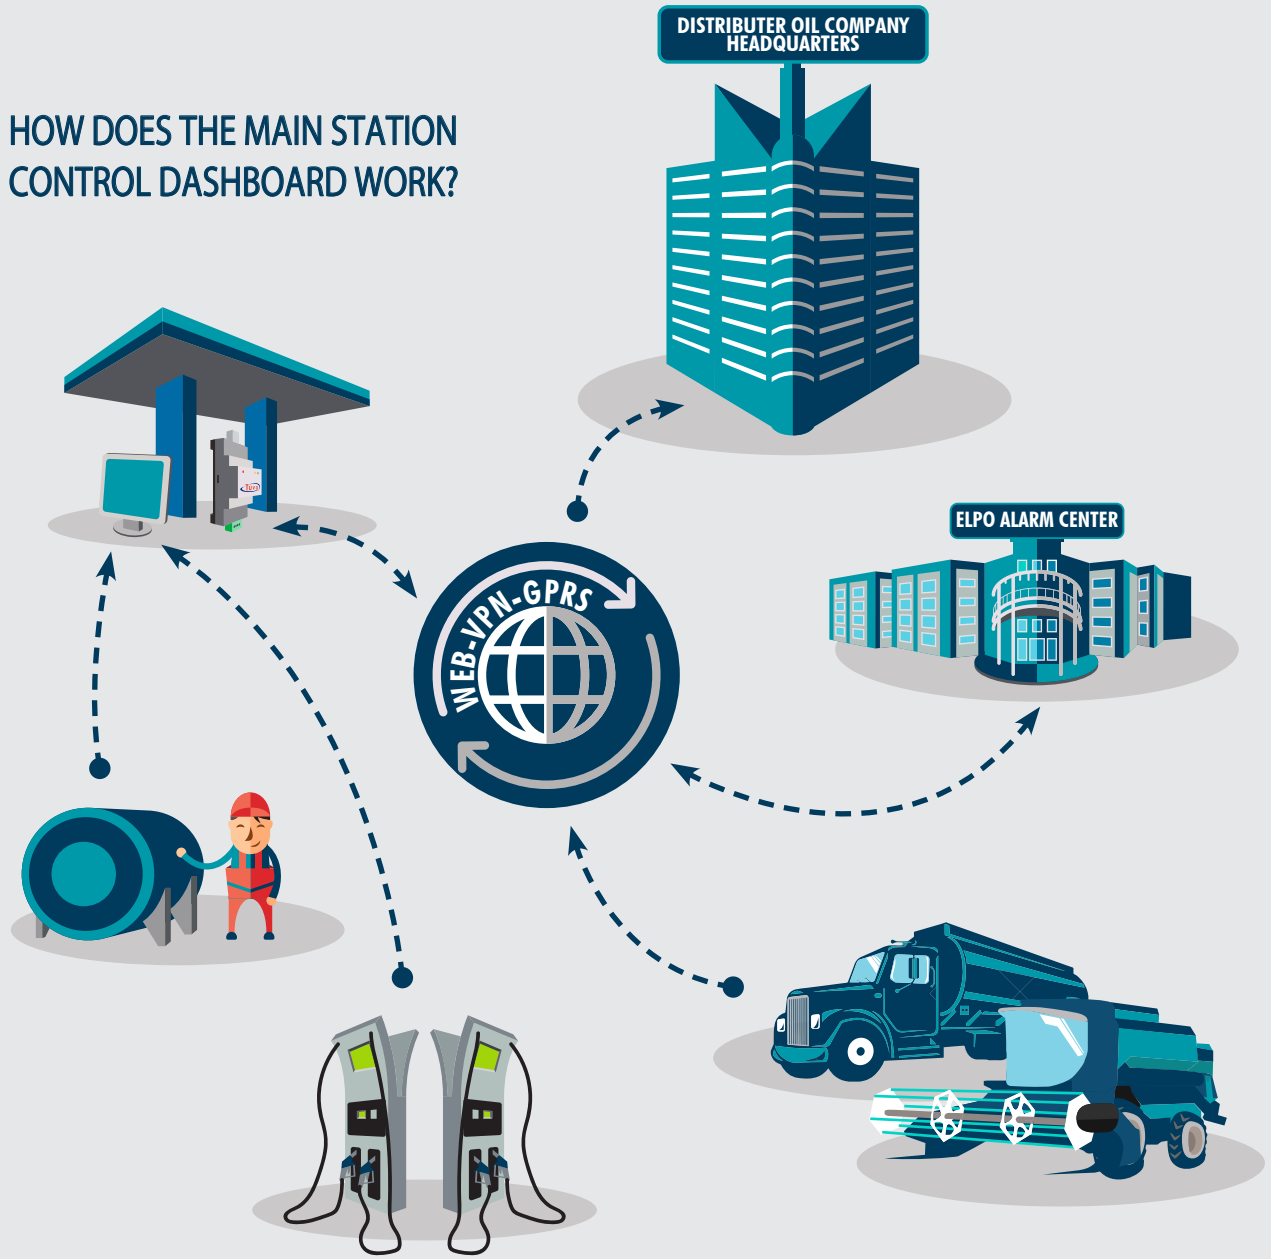 DISTRIBUTER OIL COMPANY
HEADQUARTERS
HOW DOES THE MAIN STATION
CONTROL DASHBOARD WORK?
ELPO ALARM CENTER
WEB-VPN-GPRS